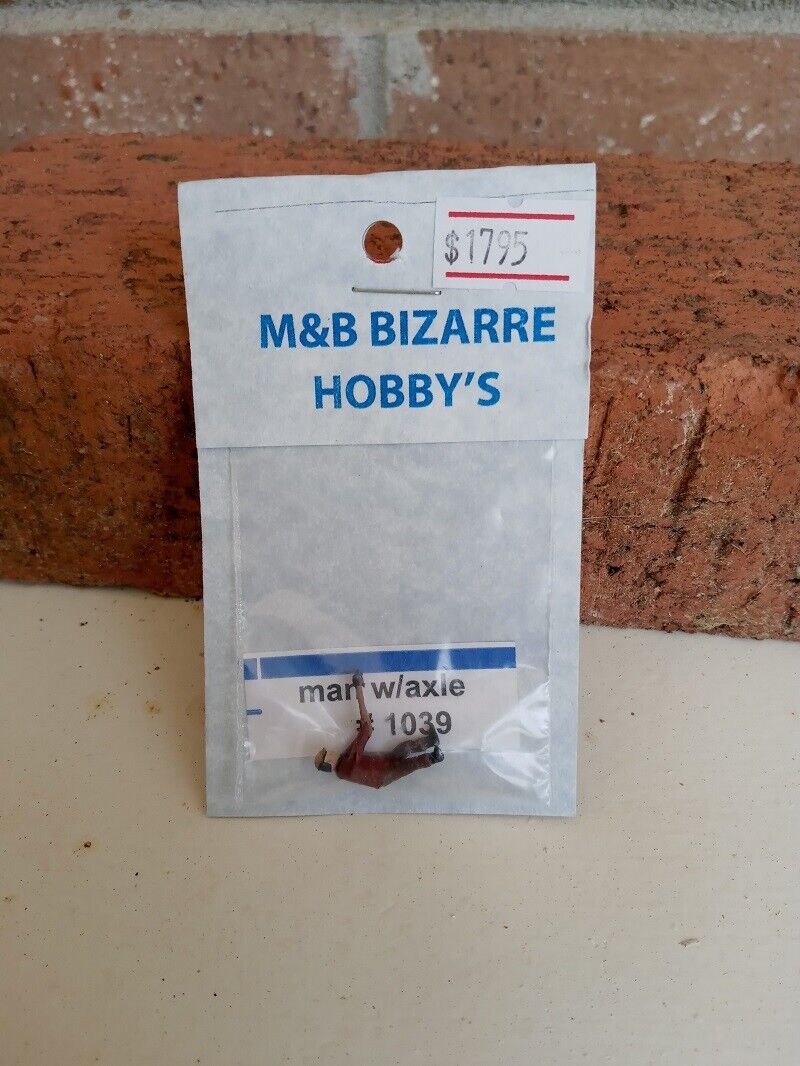 $1795
M&B BIZARRE
HOBBY'S
man w/axle
# 1039